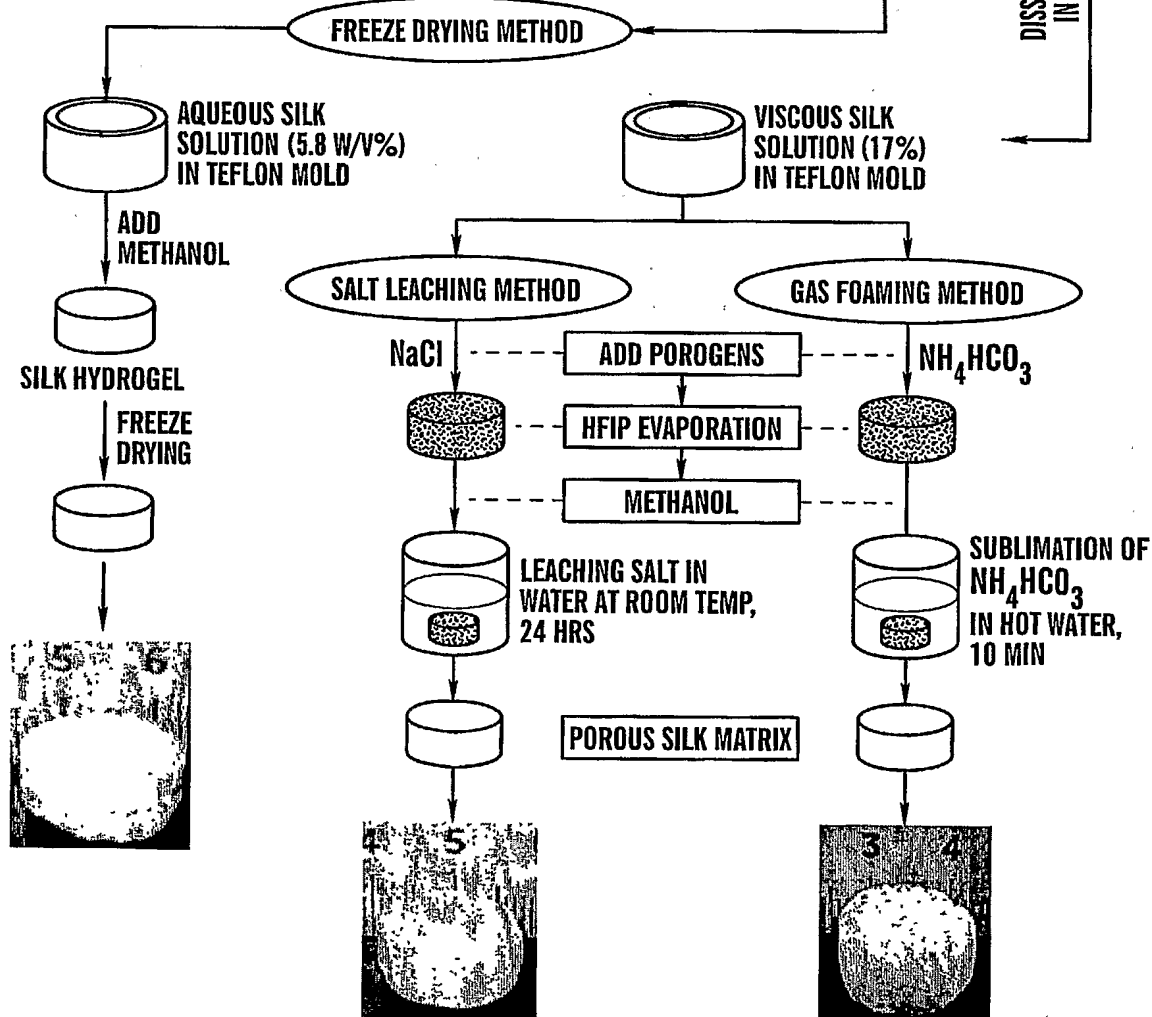 FREEZE DRYING METHOD
DISS
IN
AQUEOUS SILK
SOLUTION (5.8 W/V%)
IN TEFLON MOLD
VISCOUS SILK
SOLUTION (17%)
IN TEFLON MOLD
ADD
METHANOL
SALT LEACHING METHOD
GAS FOAMING METHOD
NaCl
ADD POROGENS
NH4HCO3
SILK HYDROGEL
FREEZE
DRYING
HFIP EVAPORATION
METHANOL
LEACHING SALT IN
WATER AT ROOM TEMP,
24 HRS
SUBLIMATION OF
NH4HCO3
IN HOT WATER,
10 MIN
5 6
POROUS SILK MATRIX
4 5
3 4